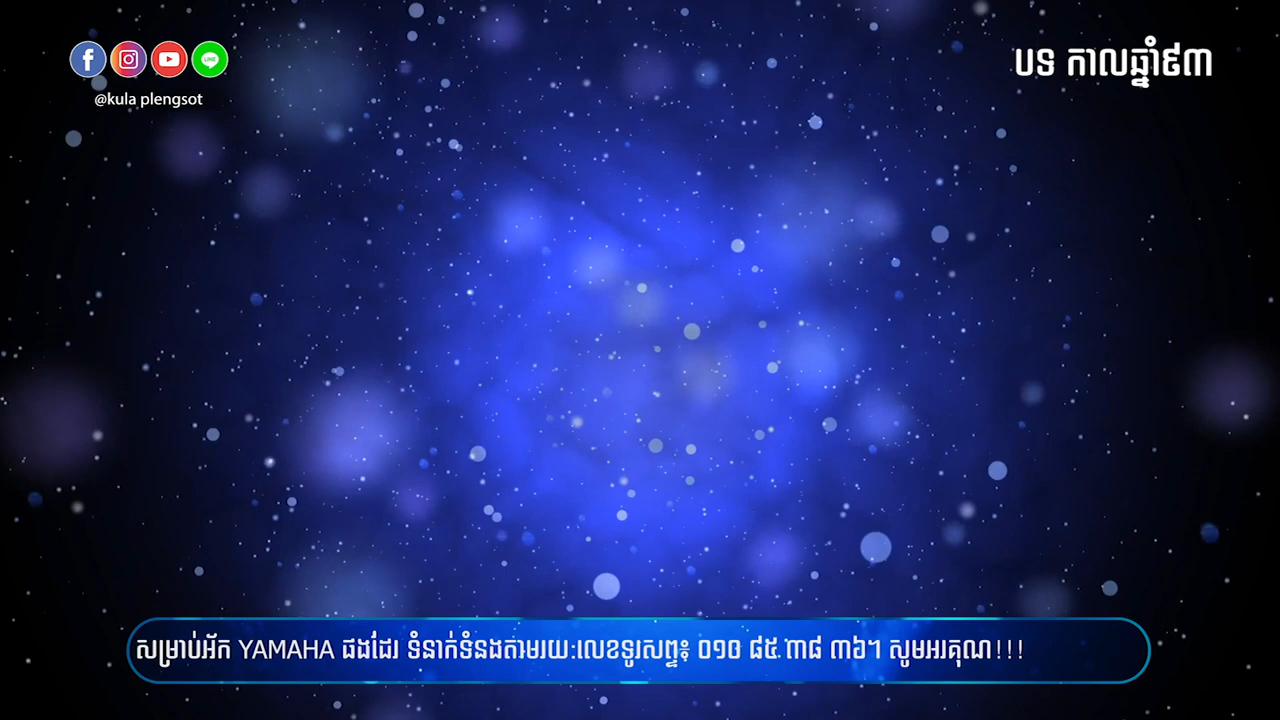 @kula plengsot
បទ កាលឆ្នាំ៩៣
សម្រាប់អ័ក YAMAHA ផងដែរ ទំនាក់ទំនងតាមរយ:លេខទូរសព្ទ៖ ០១០ ៨៥ ៣៨ ៣៦។ សូមអរគុណ!!!